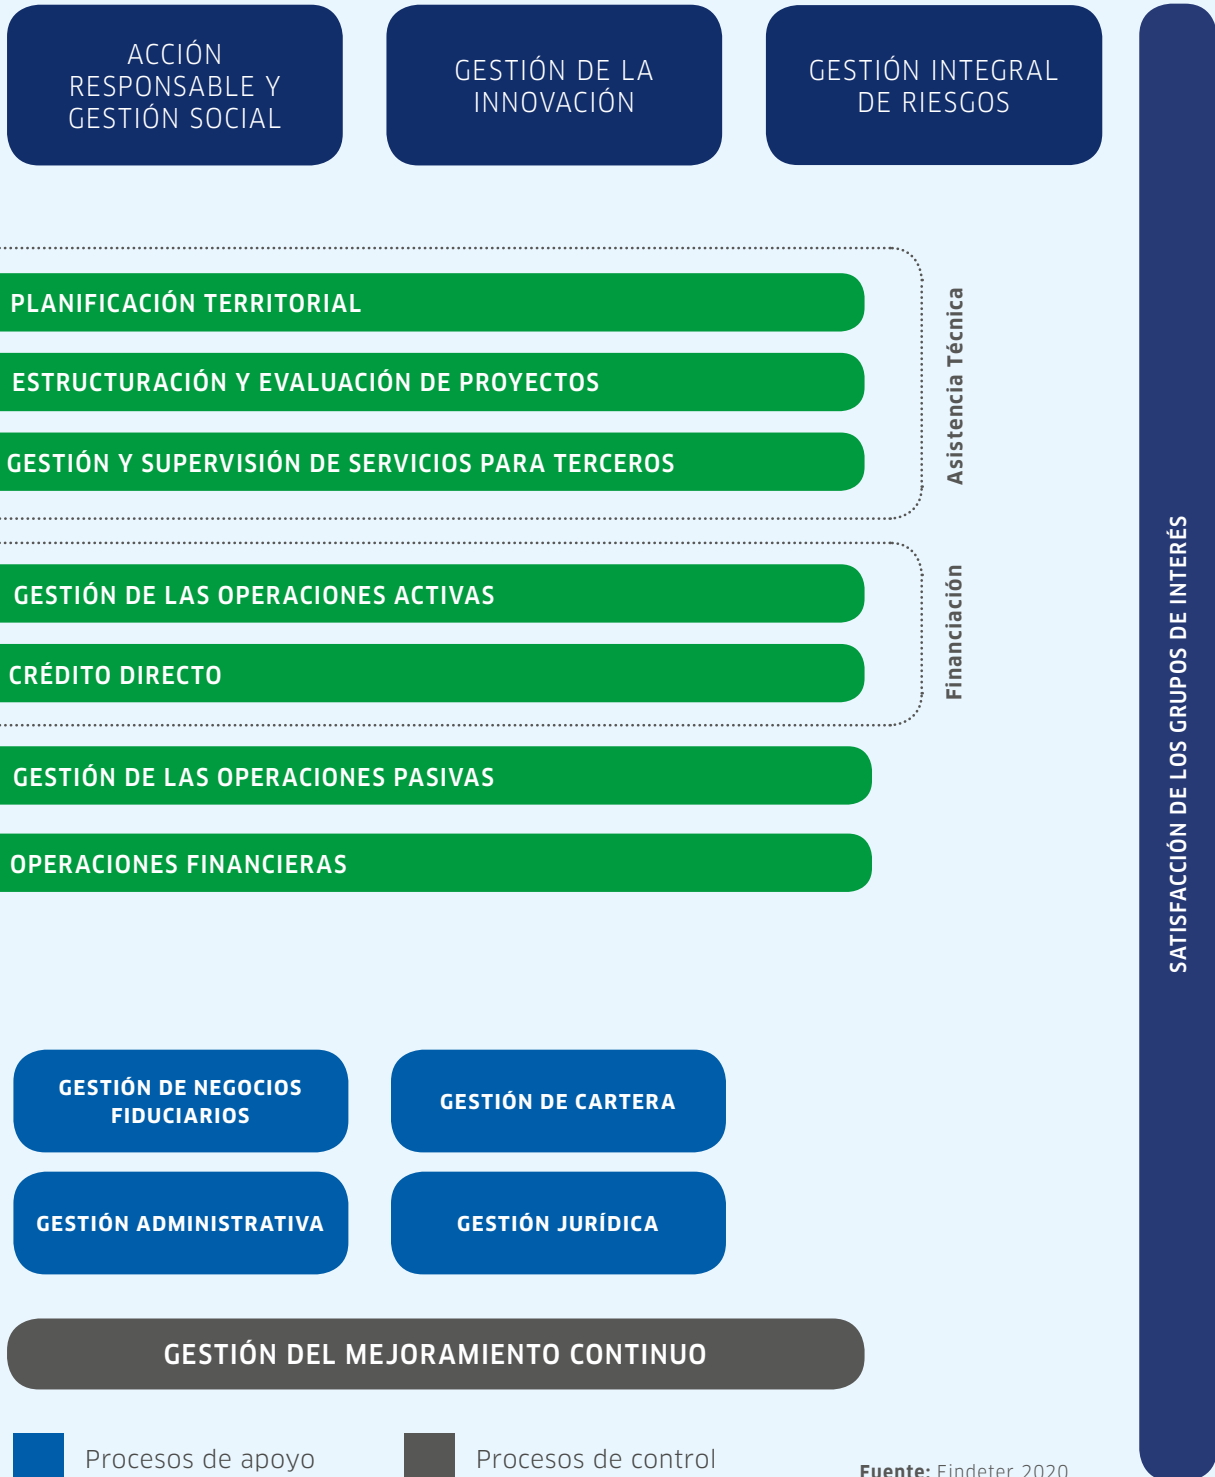 ACCIÓN
RESPONSABLE Y
GESTIÓN SOCIAL
GESTIÓN DE LA
INNOVACIÓN
GESTIÓN INTEGRAL
DE RIESGOS
PLANIFICACIÓN TERRITORIAL
ESTRUCTURACIÓN Y EVALUACIÓN DE PROYECTOS
GESTIÓN Y SUPERVISIÓN DE SERVICIOS PARA TERCEROS
Asistencia Técnica
GESTIÓN DE LAS OPERACIONES ACTIVAS
CRÉDITO DIRECTO
Financiación
GESTIÓN DE LAS OPERACIONES PASIVAS
OPERACIONES FINANCIERAS
SATISFACCIÓN DE LOS GRUPOS DE INTERÉS
GESTIÓN DE NEGOCIOS
FIDUCIARIOS
GESTIÓN DE CARTERA
GESTIÓN ADMINISTRATIVA
GESTIÓN JURÍDICA
GESTIÓN DEL MEJORAMIENTO CONTINUO
Procesos de apoyo
Procesos de control
Fuente: Findeter, 2020